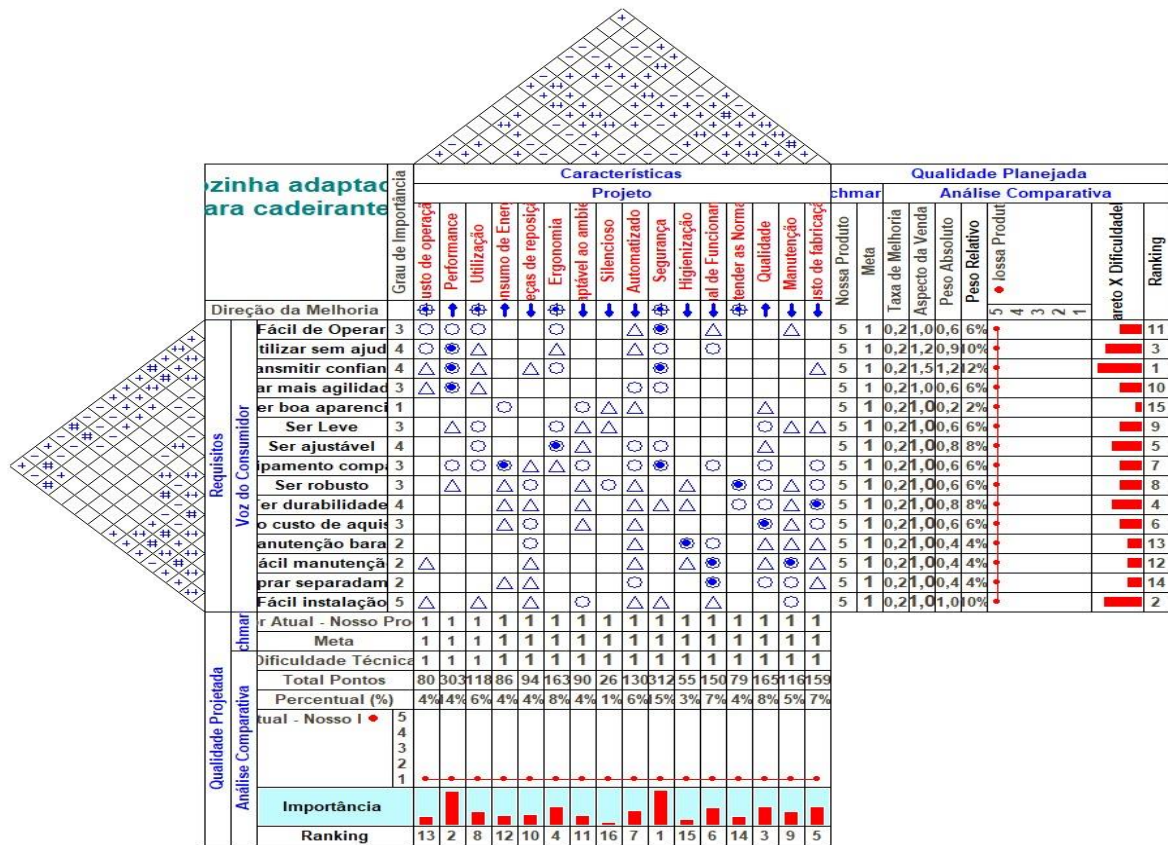 ozinha adaptac
ara cadeirante
Grau de Importância
Características
Projeto
usto de operaçã
Performance
Utilização
onsumo de Ener
eças de reposiçã
Ergonomia
aptável ao ambie
Silencioso
Automatizado
Segurança
Higienização
al de Funcionar
tender as Norma
Qualidade
Manutenção
usto de fabricaçã
Qualidade Planejada
chmar
Análise Comparativa
Nossa Produto
Meta
Taxa de Melhoria
Aspecto da Venda
Peso Absoluto
Peso Relativo
lossa Produt
5 4 3 2 1
areto X Dificuldadel
Ranking
Direção da Melhoria
Requisitos
Voz do Consumidor
Fácil de Operar 3 5 1 0,2 1,0 0,6 6% 11
tilizar sem ajud 4 5 1 0,2 1,2 0,9 10% 3
ansmitir confian 4 5 1 0,2 1,5 1,2 12% 1
ar mais agilidad 3 5 1 0,2 1,0 0,6 6% 10
er boa aparenci 1 5 1 0,2 1,0 0,2 2% 15
Ser Leve 3 5 1 0,2 1,0 0,6 6% 9
Ser ajustável 4 5 1 0,2 1,0 0,8 8% 5
ipamento compa 3 5 1 0,2 1,0 0,6 6% 7
Ser robusto 3 5 1 0,2 1,0 0,6 6% 8
er durabilidade 4 5 1 0,2 1,0 0,8 8% 4
o custo de aquis 3 5 1 0,2 1,0 0,6 6% 6
anutenção bara 2 5 1 0,2 1,0 0,4 4% 13
ácil manutenção 2 5 1 0,2 1,0 0,4 4% 12
prar separadam 2 5 1 0,2 1,0 0,4 4% 14
Fácil instalação 5 5 1 0,2 1,0 1,0 10% 2
Qualidade Projetada
chmar
Análise Comparativa
r Atual - Nosso Pro 1 1 1 1 1 1 1 1 1 1 1 1 1 1 1 1
Meta 1 1 1 1 1 1 1 1 1 1 1 1 1 1 1 1
Dificuldade Técnica 1 1 1 1 1 1 1 1 1 1 1 1 1 1 1 1
Total Pontos 80 303 118 86 94 163 90 26 130 312 55 150 79 165 116 159
Percentual (%) 4% 14% 6% 4% 4% 8% 4% 1% 6% 15% 3% 7% 4% 8% 5% 7%
tual - Nosso I 5
4
3
2
1
Importância
Ranking 13 2 8 12 10 4 11 16 7 1 15 6 14 3 9 5